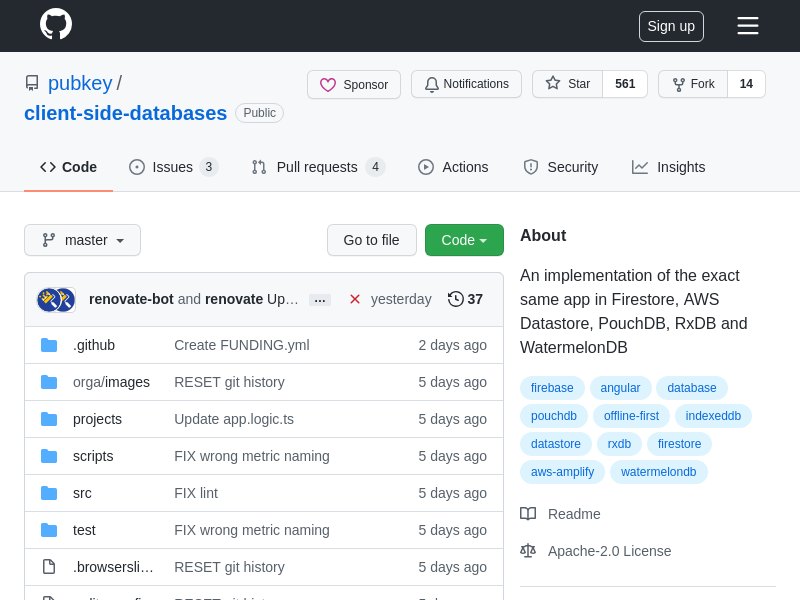 Sign up
pubkey /
client-side-databases Public
Sponsor
Notifications
Star 561
Fork 14
Code
Issues 3
Pull requests 4
Actions
Security
Insights
master
Go to file
Code
renovate-bot and renovate Up… ... yesterday 37
.github Create FUNDING.yml 2 days ago
orga/images RESET git history 5 days ago
projects Update app.logic.ts 5 days ago
scripts FIX wrong metric naming 5 days ago
src FIX lint 5 days ago
test FIX wrong metric naming 5 days ago
.browsersli… RESET git history 5 days ago
About
An implementation of the exact
same app in Firestore, AWS
Datastore, PouchDB, RxDB and
WatermelonDB
firebase angular database
pouchdb offline-first indexeddb
datastore rxdb firestore
aws-amplify watermelondb
Readme
Apache-2.0 License